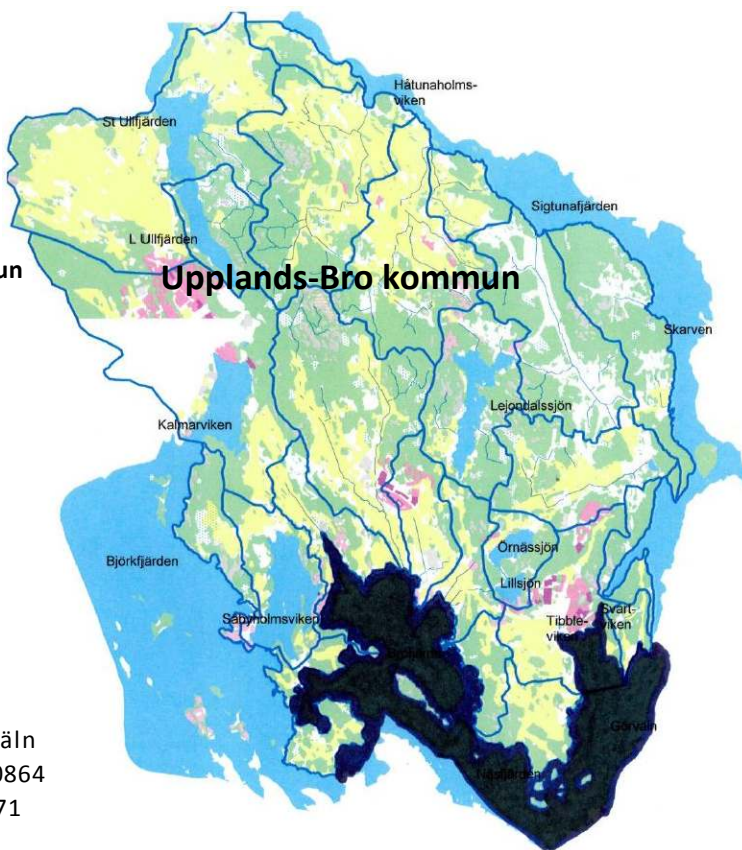 Håtunaholms-
viken
St Ullfjärden
Sigtunafjärden
L Ullfjärden
un
Upplands-Bro kommun
Skarven
Lejondalssjön
Kalmarviken
Örnässjön
Björkfjärden
Lillsjön
Säbyholmsviken
Tibble-
viken
Svart-
viken
Görväln
Näsfjärden
äln
0864
71